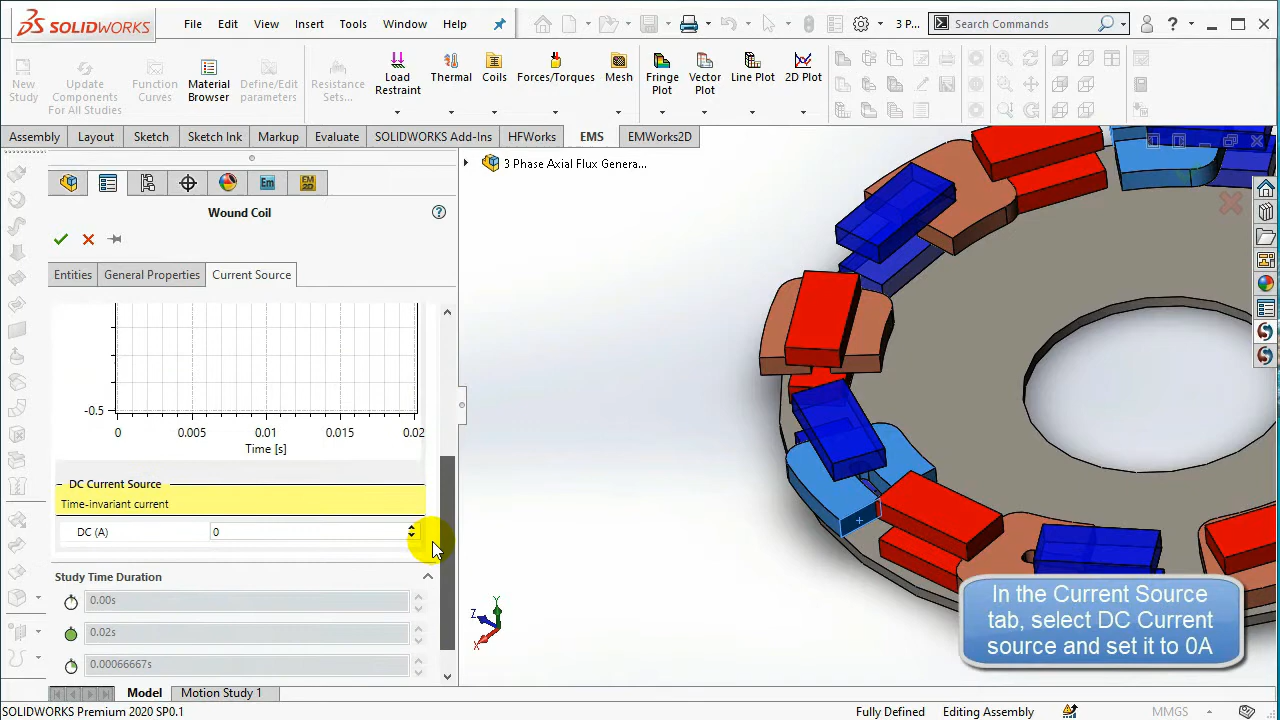 SOLIDWORKS
File Edit View Insert Tools Window Help
3 P...
Search Commands
New Study
Update Components For All Studies
Function Curves
Material Browser
Define/Edit parameters
Resistance Sets...
Load Restraint
Thermal
Coils
Forces/Torques
Mesh
Fringe Plot
Vector Plot
Line Plot
2D Plot
Assembly Layout Sketch Sketch Ink Markup Evaluate SOLIDWORKS Add-Ins HFWorks EMS EMWorks2D
3 Phase Axial Flux Genera...
Wound Coil
Entities General Properties Current Source
-0.5
0 0.005 0.01 0.015 0.02
Time [s]
DC Current Source
Time-invariant current
DC (A) 0
Study Time Duration
0.00s
0.02s
0.00066667s
Y
Z
X
In the Current Source
tab, select DC Current
source and set it to 0A
Model Motion Study 1
SOLIDWORKS Premium 2020 SP0.1
Fully Defined Editing Assembly MMGS